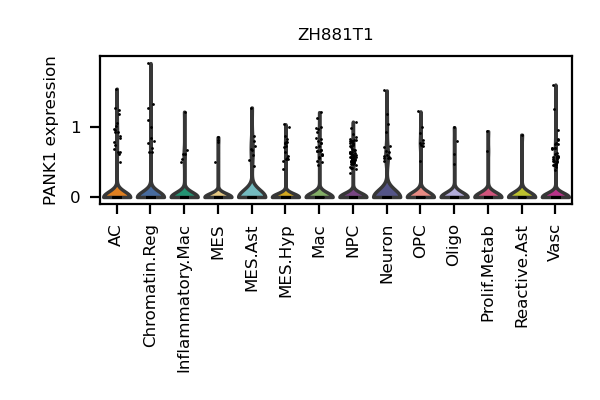 ZH881T1
PANK1 expression
1
0
AC
Chromatin.Reg
Inflammatory.Mac
MES
MES.Ast
MES.Hyp
Mac
NPC
Neuron
OPC
Oligo
Prolif.Metab
Reactive.Ast
Vasc